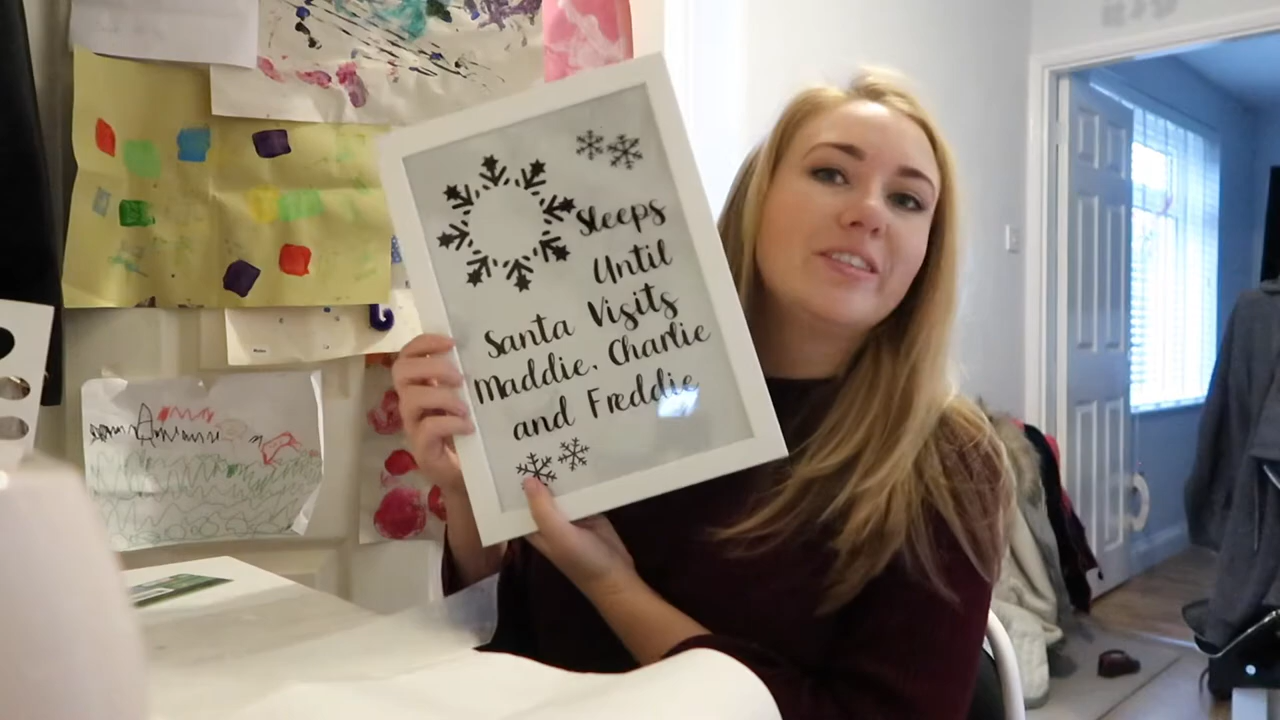 Sleeps
Until
Santa Visits
Maddie, Charlie
and Freddie